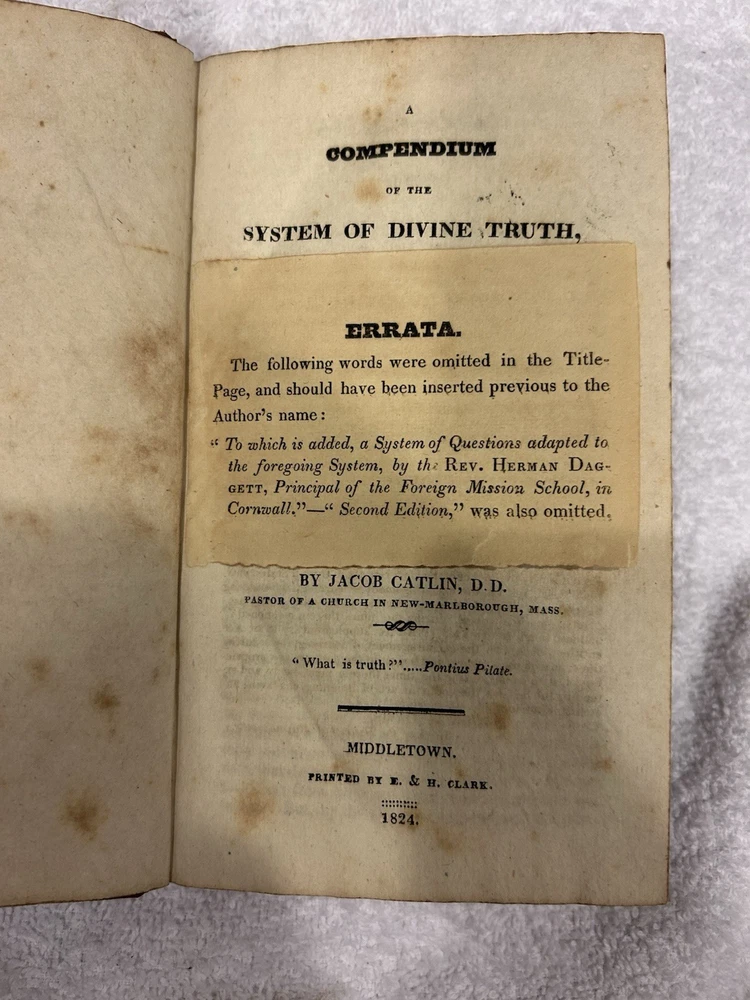 A
COMPENDIUM
OF THE
SYSTEM OF DIVINE TRUTH,
ERRATA.
The following words were omitted in the Title-
Page, and should have been inserted previous to the
Author's name:
“ To which is added, a System of Questions adapted to
the foregoing System, by the REV. HERMAN DAG-
GETT, Principal of the Foreign Mission School, in
Cornwall.”—“ Second Edition,” was also omitted.
BY JACOB CATLIN, D.D.
PASTOR OF A CHURCH IN NEW-MARLBOROUGH, MASS.
“What is truth?”.....Pontius Pilate.
MIDDLETOWN.
PRINTED BY E. & H. CLARK.
1824.